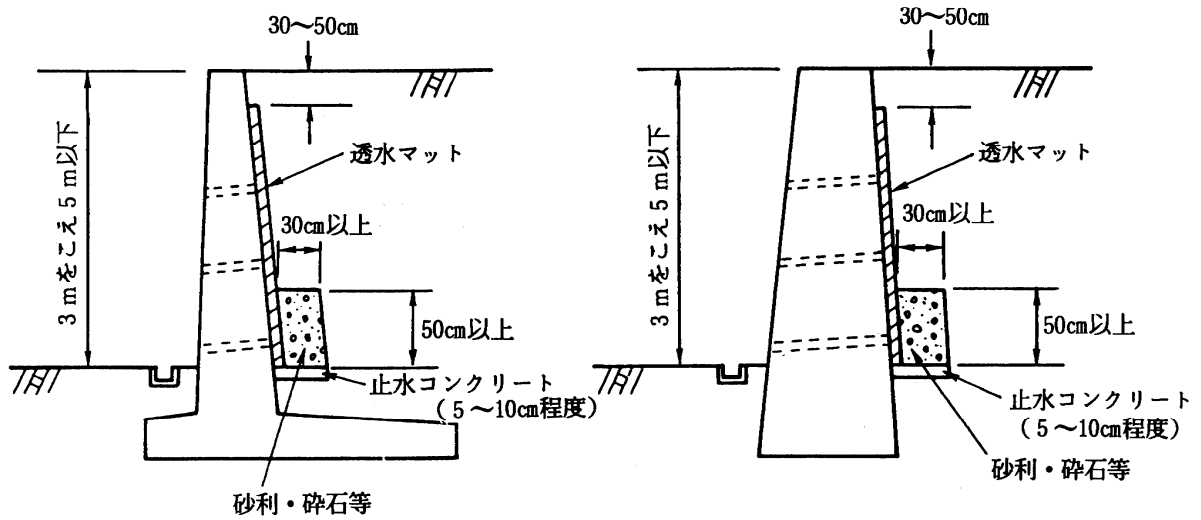 30〜50cm
3mをこえ5m以下
透水マット
30cm以上
50cm以上
止水コンクリート
(5〜10cm程度)
砂利・砕石等
30〜50cm
3mをこえ5m以下
透水マット
30cm以上
50cm以上
止水コンクリート
(5〜10cm程度)
砂利・砕石等